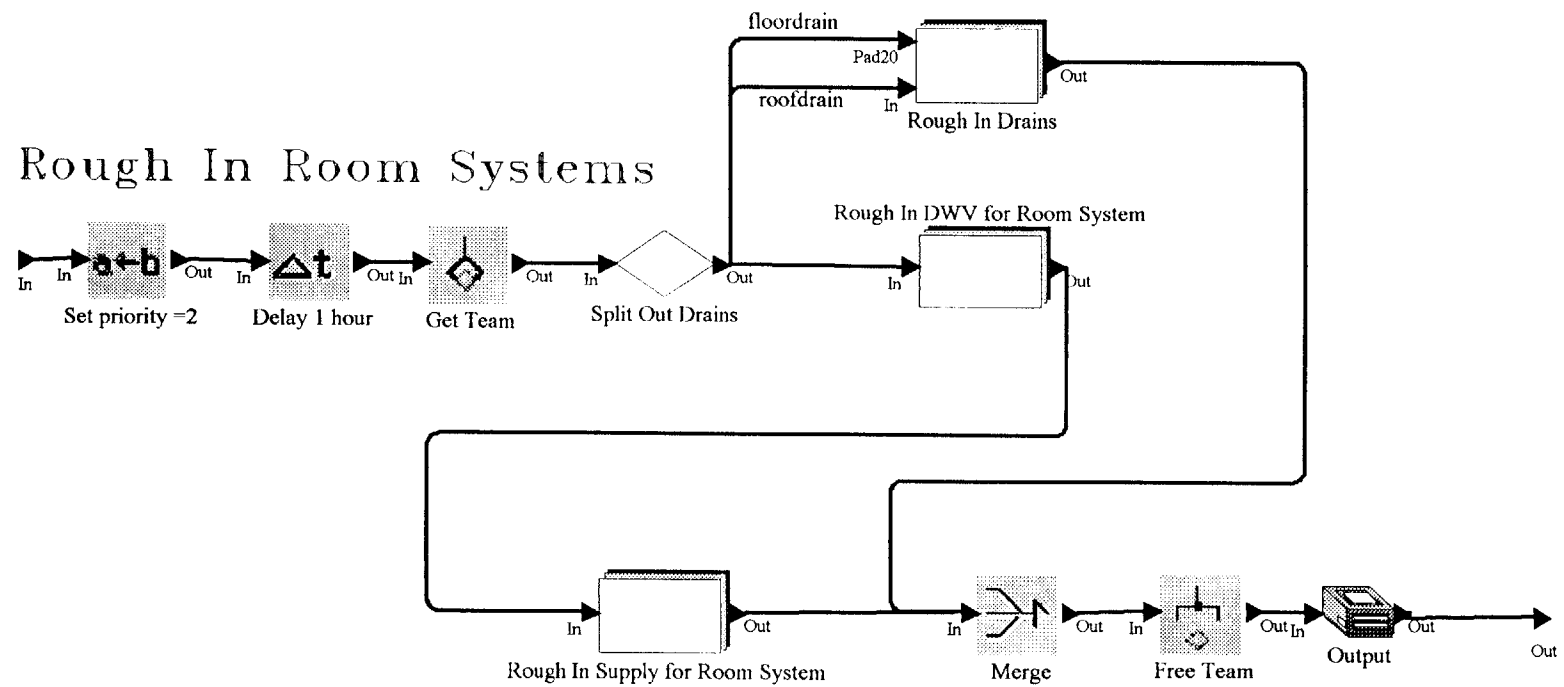 floordrain
Pad20
Out
roofdrain
In
Rough In Drains
Rough In Room Systems
Rough In DWV for Room System
In
In
a←b
Out
In
Δt
Out
In
Out
In
Out
In
Out
Set priority =2
Delay 1 hour
Get Team
Split Out Drains
In
Out
In
Out
In
Out
In
Out
Out
Rough In Supply for Room System
Merge
Free Team
Output